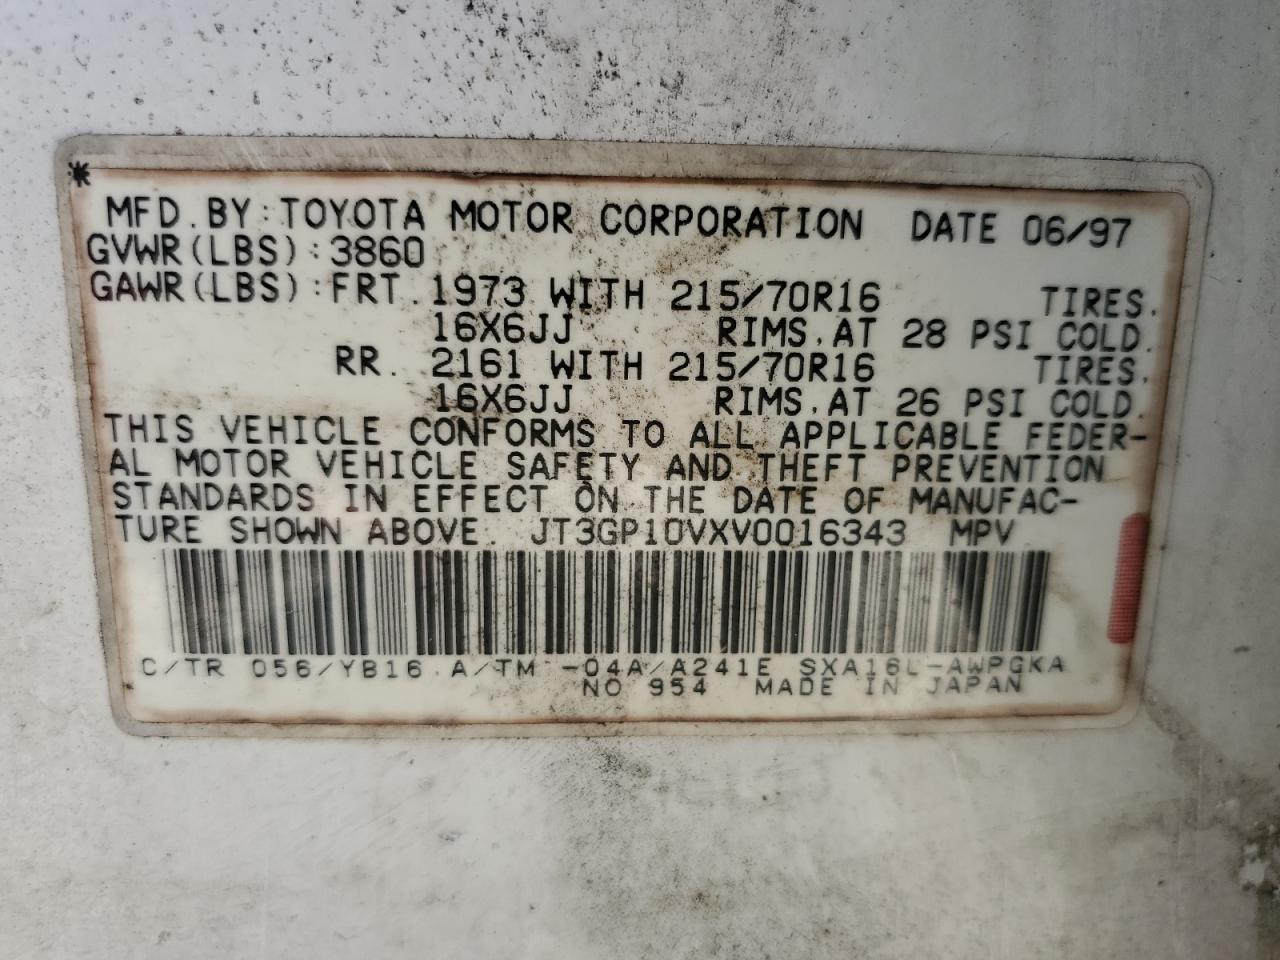 MFD. BY: TOYOTA MOTOR CORPORATION DATE 06/97
GVWR(LBS): 3860
GAWR(LBS): FRT. 1973 WITH 215/70R16 TIRES.
16X6JJ RIMS. AT 28 PSI COLD.
RR. 2161 WITH 215/70R16 TIRES.
16X6JJ RIMS. AT 26 PSI COLD.
THIS VEHICLE CONFORMS TO ALL APPLICABLE FEDER-
AL MOTOR VEHICLE SAFETY AND THEFT PREVENTION
STANDARDS IN EFFECT ON THE DATE OF MANUFAC-
TURE SHOWN ABOVE. JT3GP10VXV0016343 MPV
C/TR 056/YB16 A/TM -04A/A241E SXA16L-AWPGKA
NO 954 MADE IN JAPAN